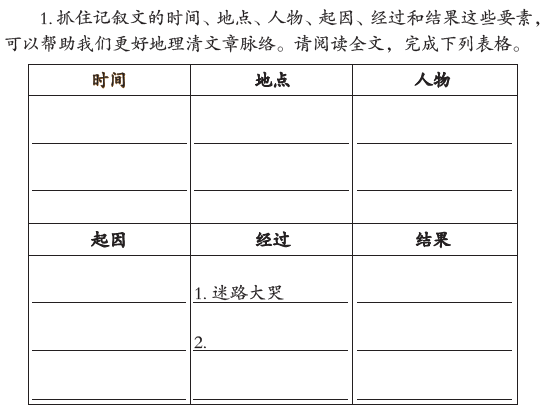 1.抓住记叙文的时间、地点、人物、起因、经过和结果这些要素，
可以帮助我们更好地理清文章脉络。请阅读全文，完成下列表格。
时间 地点 人物
起因 经过 结果
1. 迷路大哭
2.